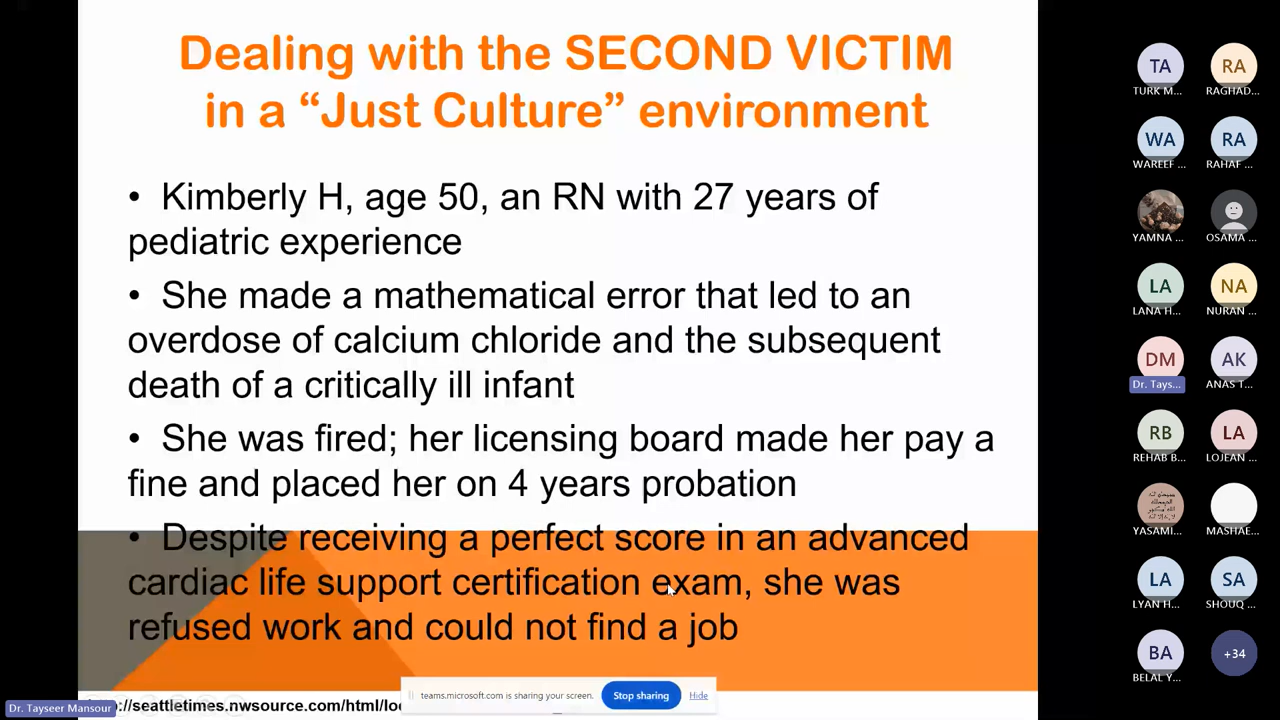 Dealing with the SECOND VICTIM
in a “Just Culture” environment
• Kimberly H, age 50, an RN with 27 years of
pediatric experience
• She made a mathematical error that led to an
overdose of calcium chloride and the subsequent
death of a critically ill infant
• She was fired; her licensing board made her pay a
fine and placed her on 4 years probation
• Despite receiving a perfect score in an advanced
cardiac life support certification exam, she was
refused work and could not find a job
://seattletimes.nwsource.com/html/loc
Dr. Tayseer Mansour
teams.microsoft.com is sharing your screen.
Stop sharing
Hide
TA
TURK M...
RA
RAGHAD...
WA
WAREEF ...
RA
RAHAF ...
YAMNA ...
OSAMA ...
LA
LANA H...
NA
NURAN ...
DM
Dr. Tays...
AK
ANAS T...
RB
REHAB B...
LA
LOJEAN ...
YASAMI...
MASHAE...
LA
LYAN H...
SA
SHOUQ ...
BA
BELAL Y...
+34